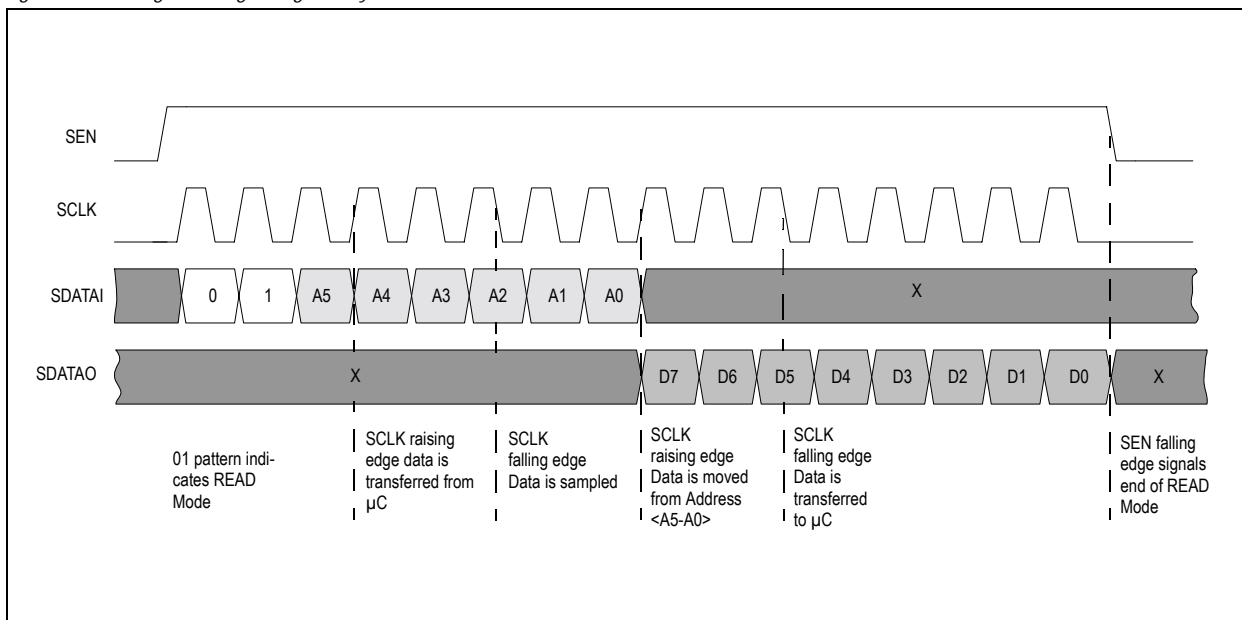 SEN
SCLK
SDATAI
0 1 A5 A4 A3 A2 A1 A0 X
SDATAO
X D7 D6 D5 D4 D3 D2 D1 D0 X
01 pattern indi-
cates READ
Mode
SCLK raising
edge data is
transferred from
µC
SCLK
falling edge
Data is sampled
SCLK
raising edge
Data is moved
from Address
<A5-A0>
SCLK
falling edge
Data is
transferred
to µC
SEN falling
edge signals
end of READ
Mode